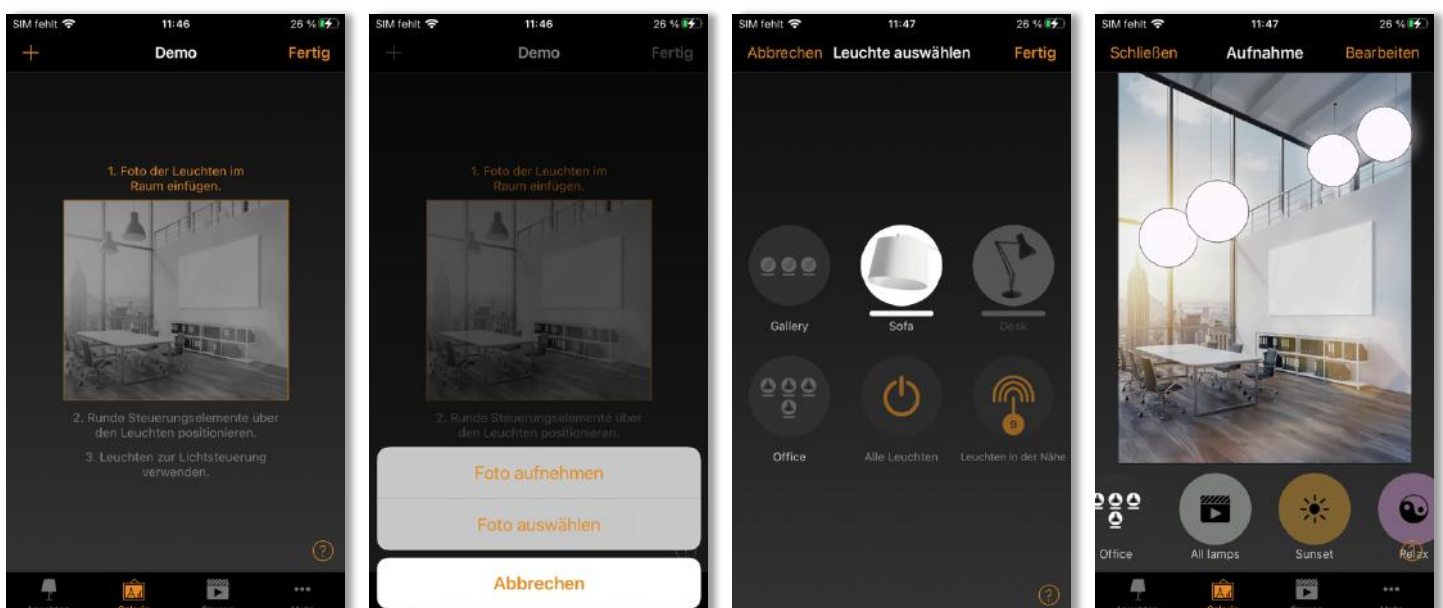 SIM fehlt 11:46 26 %
Demo Fertig
1. Foto der Leuchten im
Raum einfügen.
2. Runde Steuerungselemente über
den Leuchten positionieren.
3. Leuchten zur Lichtsteuerung
verwenden.
?
SIM fehlt 11:46 26 %
Demo Fertig
1. Foto der Leuchten im
Raum einfügen.
2. Runde Steuerungselemente über
den Leuchten positionieren.
Foto aufnehmen
Foto auswählen
Abbrechen
SIM fehlt 11:47 26 %
Abbrechen Leuchte auswählen Fertig
Gallery Sofa Desk
9
Office Alle Leuchten Leuchten in der Nähe
?
SIM fehlt 11:47 26 %
Schließen Aufnahme Bearbeiten
Office All lamps Sunset Relax
?